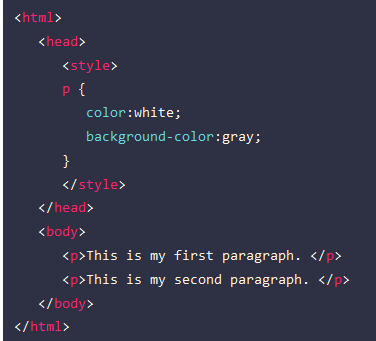 <html>
<head>
<style>
p {
color:white;
background-color:gray;
}
</style>
</head>
<body>
<p>This is my first paragraph. </p>
<p>This is my second paragraph. </p>
</body>
</html>